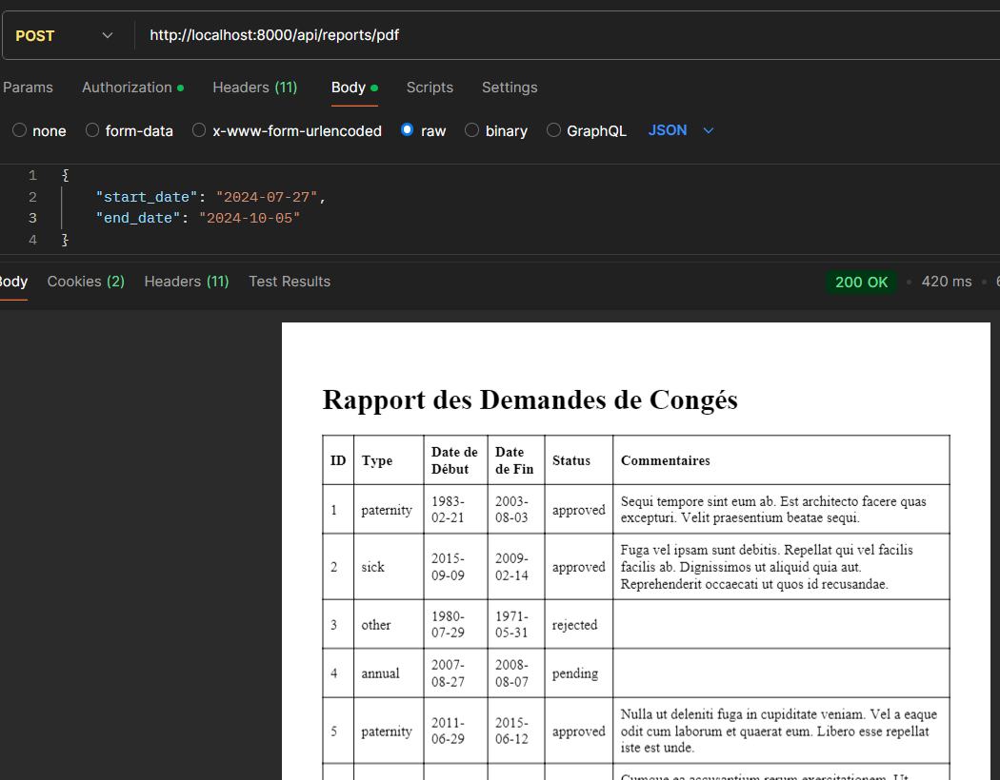 POST http://localhost:8000/api/reports/pdf
Params Authorization Headers (11) Body Scripts Settings
none form-data x-www-form-urlencoded raw binary GraphQL JSON
1 {
2 "start_date": "2024-07-27",
3 "end_date": "2024-10-05"
4 }
Body Cookies (2) Headers (11) Test Results 200 OK 420 ms
Rapport des Demandes de Congés
ID Type Date de Début Date de Fin Status Commentaires
1 paternity 1983-02-21 2003-08-03 approved Sequi tempore sint eum ab. Est architecto facere quas
excepturi. Velit praesentium beatae sequi.
2 sick 2015-09-09 2009-02-14 approved Fuga vel ipsam sunt debitis. Repellat qui vel facilis
facilis ab. Dignissimos ut aliquid quia aut.
Reprehenderit occaecati ut quos id recusandae.
3 other 1980-07-29 1971-05-31 rejected
4 annual 2007-08-27 2008-08-07 pending
5 paternity 2011-06-29 2015-06-12 approved Nulla ut deleniti fuga in cupiditate veniam. Vel a eaque
odit cum laborum et quaerat eum. Libero esse repellat
iste est unde.